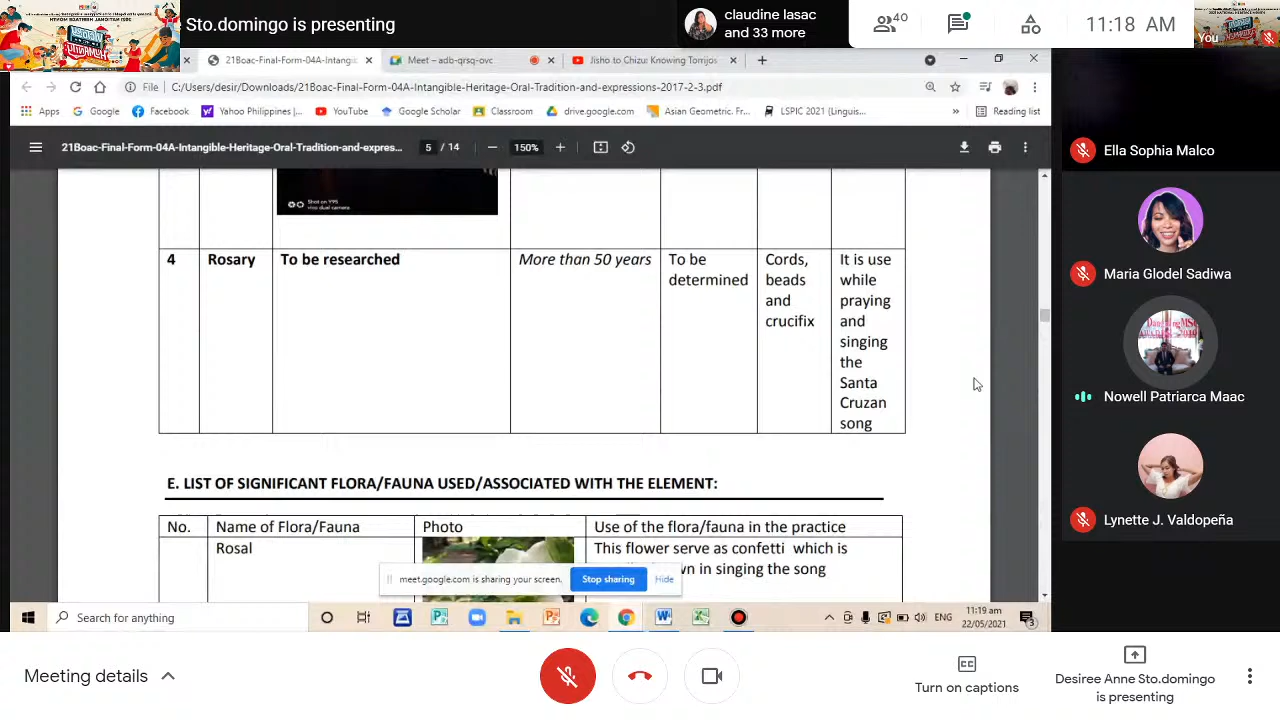 Sto.domingo is presenting
claudine lasac
and 33 more
40
11:18 AM
You
21Boac-Final-Form-04A-Intangib
Meet – adb-qrsq-ovc
Jisho to Chizu: Knowing Torrijos
File
C:/Users/desir/Downloads/21Boac-Final-Form-04A-Intangible-Heritage-Oral-Tradition-and-expressions-2017-2-3.pdf
Apps
Google
Facebook
Yahoo Philippines |...
YouTube
Google Scholar
Classroom
drive.google.com
Asian Geometric. Fr...
LSPIC 2021 (Linguis...
»
Reading list
21Boac-Final-Form-04A-Intangible-Heritage-Oral-Tradition-and-expres...
5 / 14
150%
Shot on Y95
vivo dual camera
4
Rosary
To be researched
More than 50 years
To be
determined
Cords,
beads
and
crucifix
It is use
while
praying
and
singing
the
Santa
Cruzan
song
E. LIST OF SIGNIFICANT FLORA/FAUNA USED/ASSOCIATED WITH THE ELEMENT:
No.
Name of Flora/Fauna
Photo
Use of the flora/fauna in the practice
Rosal
This flower serve as confetti which is
wn in singing the song
meet.google.com is sharing your screen.
Stop sharing
Hide
Search for anything
ENG
11:19 am
22/05/2021
3
Ella Sophia Malco
Maria Glodel Sadiwa
Nowell Patriarca Maac
Lynette J. Valdopeña
Meeting details
Turn on captions
Desiree Anne Sto.domingo
is presenting